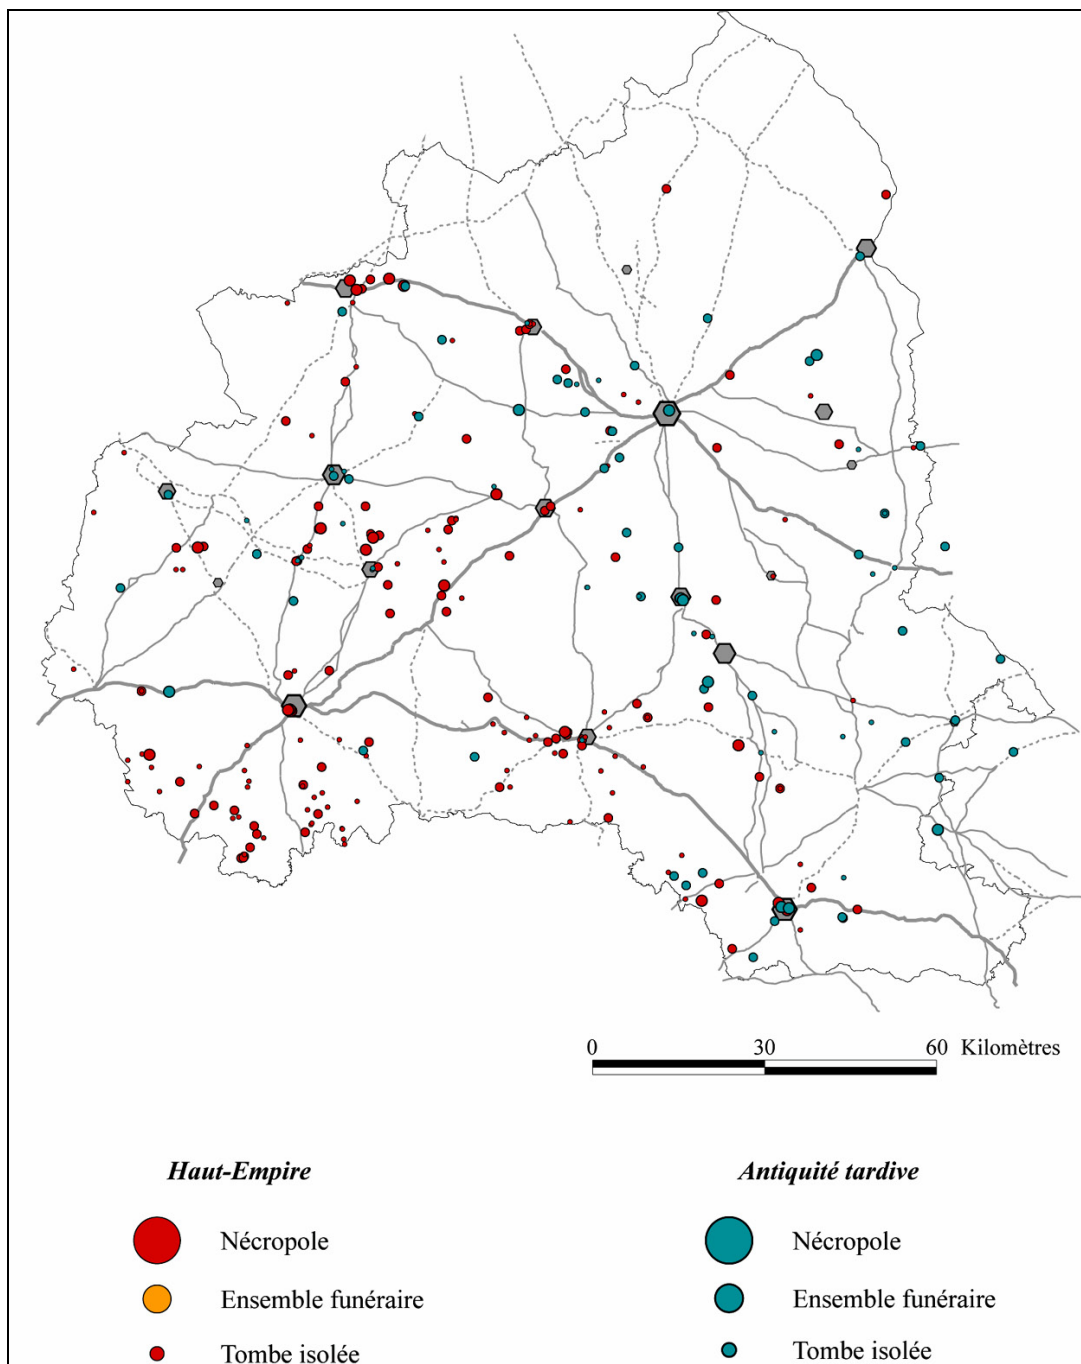 0 30 60 Kilomètres
Haut-Empire
Nécropole
Ensemble funéraire
Tombe isolée
Antiquité tardive
Nécropole
Ensemble funéraire
Tombe isolée